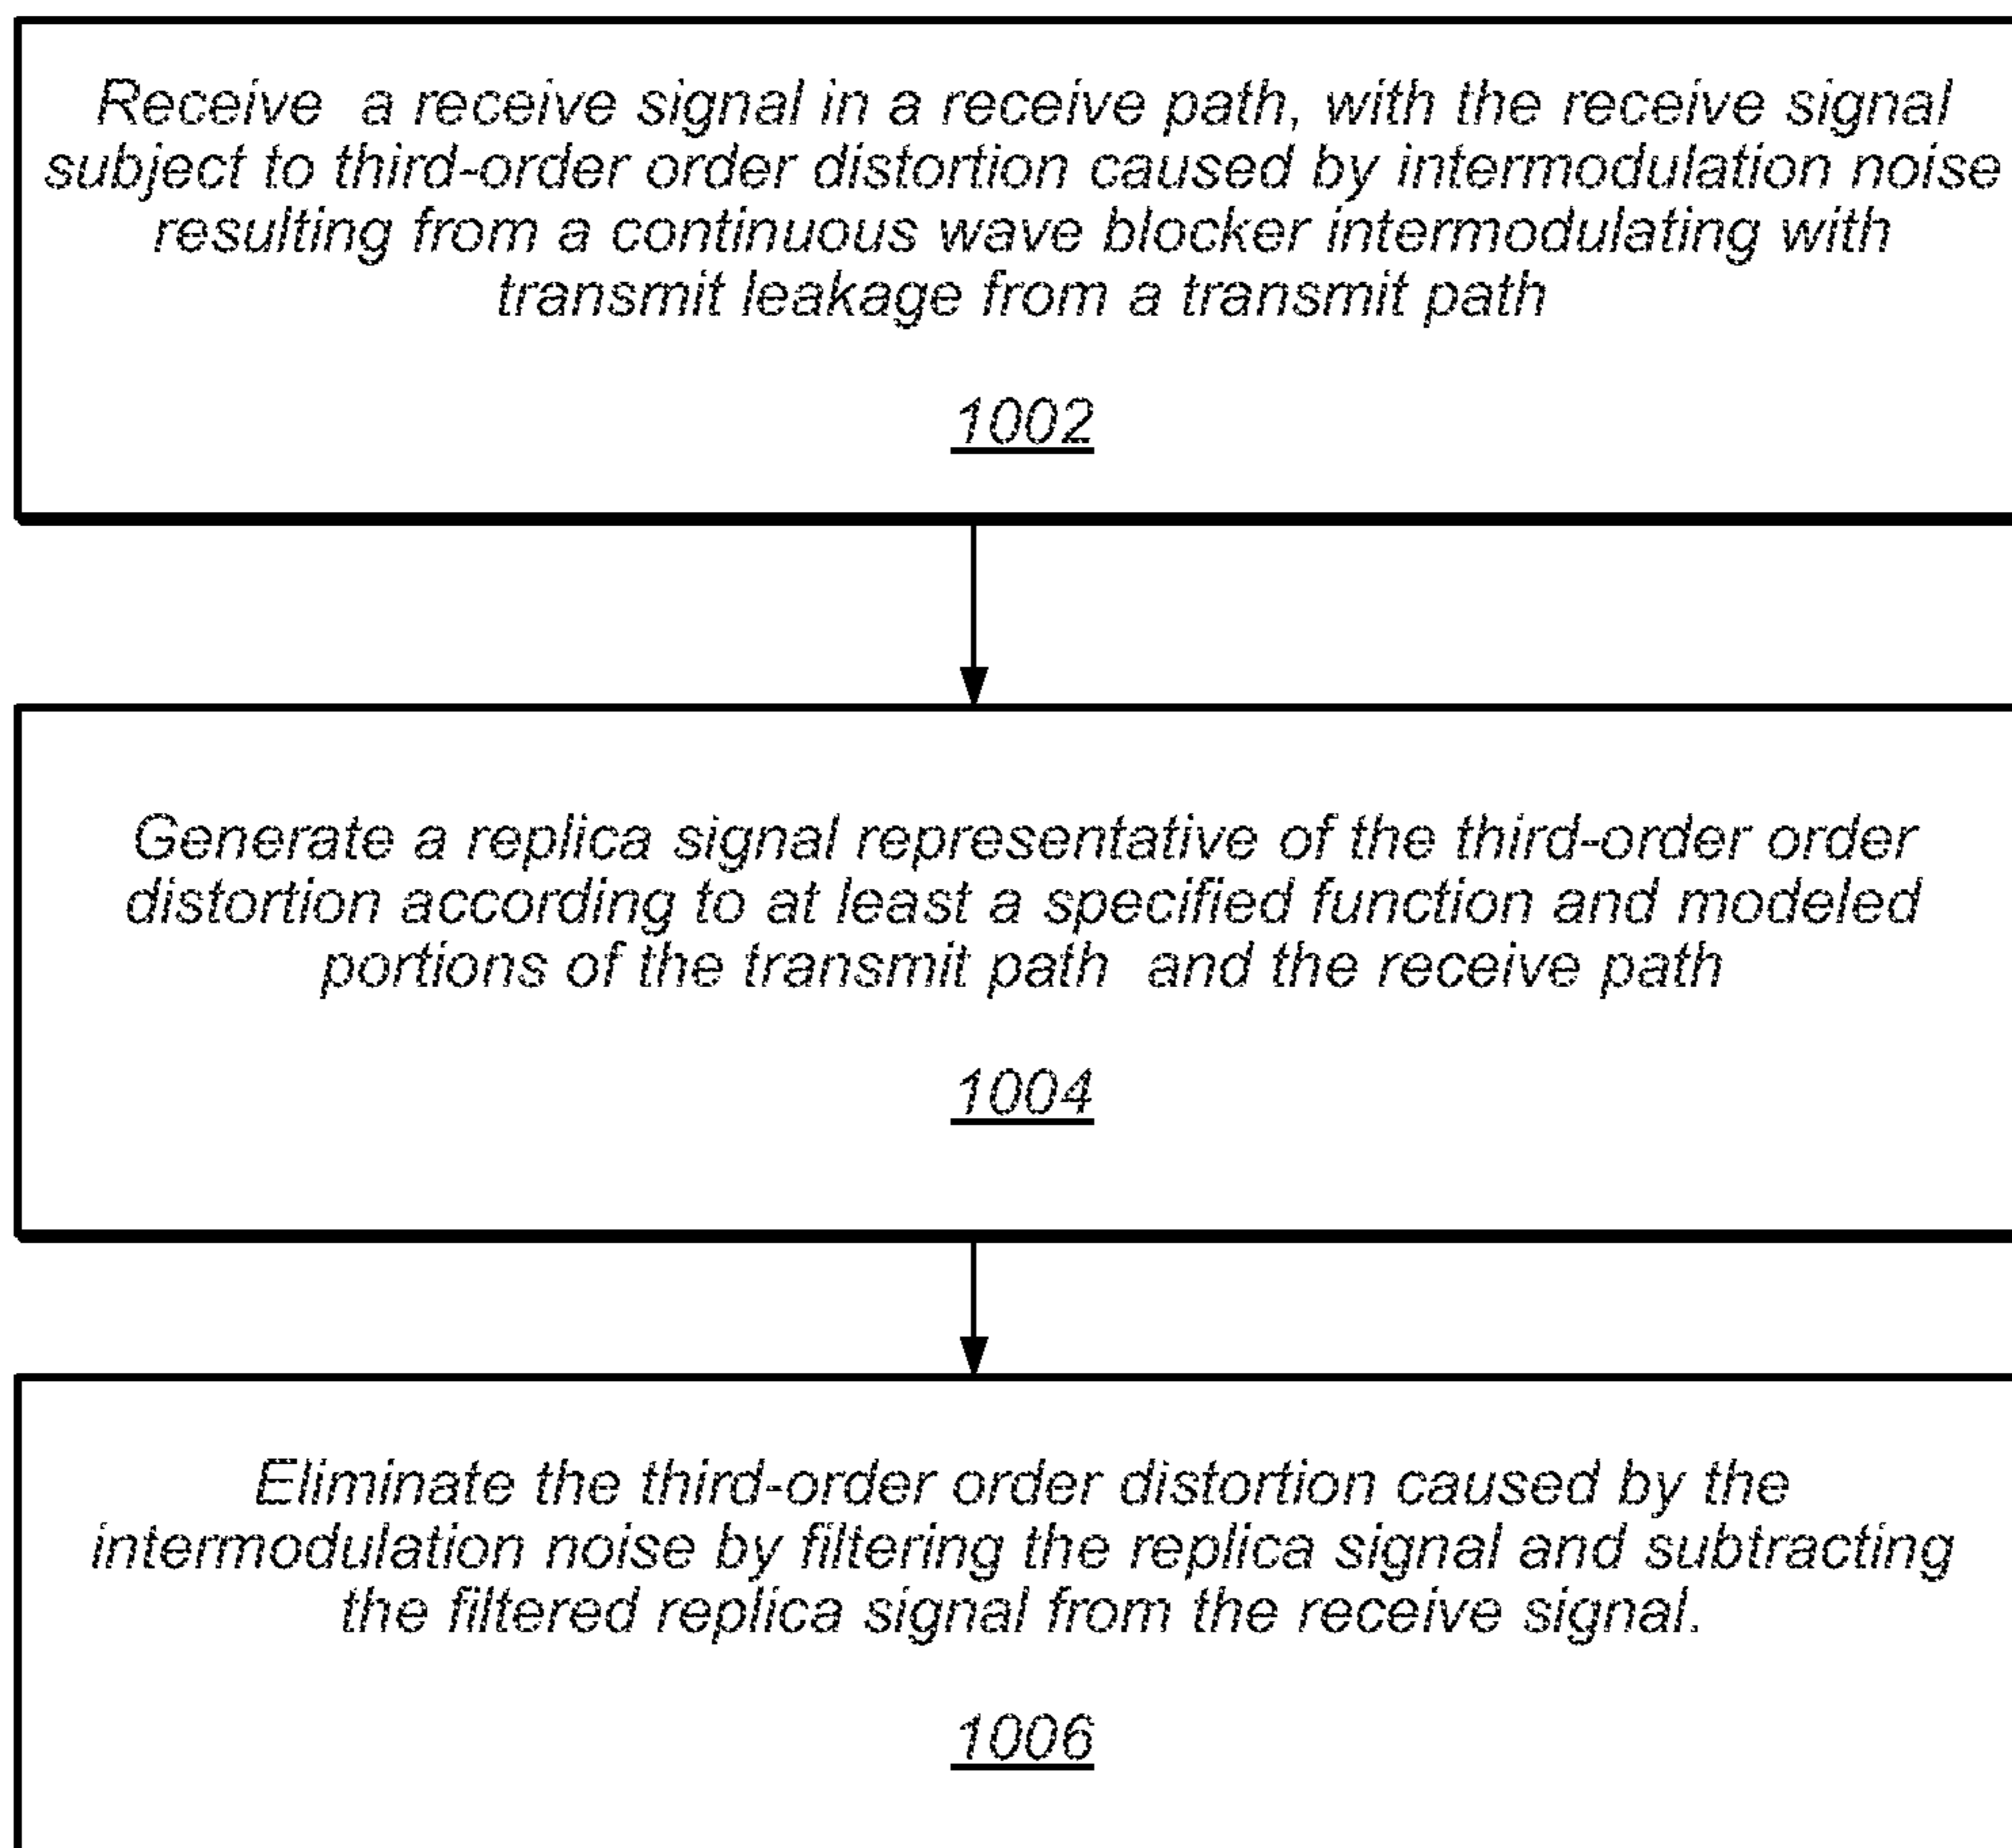 Receive a receive signal in a receive path, with the receive signal
subject to third-order order distortion caused by intermodulation noise
resulting from a continuous wave blocker intermodulating with
transmit leakage from a transmit path
1002
Generate a replica signal representative of the third-order order
distortion according to at least a specified function and modeled
portions of the transmit path and the receive path
1004
Eliminate the third-order order distortion caused by the
intermodulation noise by filtering the replica signal and subtracting
the filtered replica signal from the receive signal.
1006